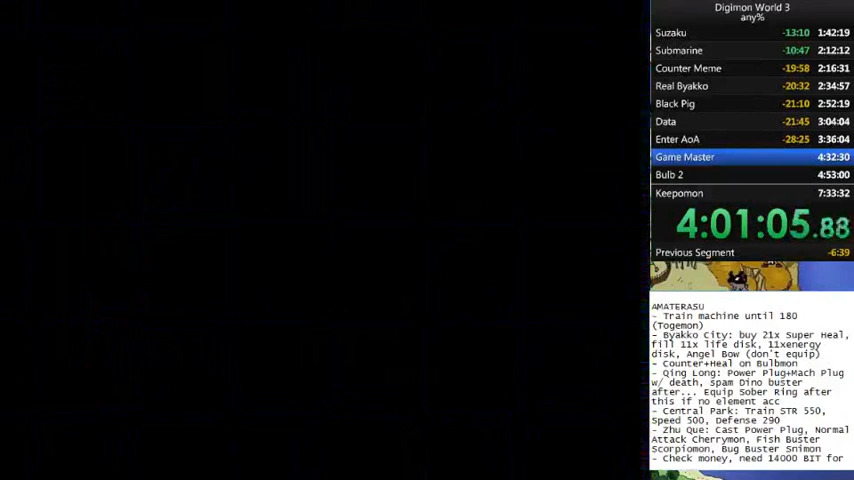 Digimon World 3
any%
Suzaku -13:10 1:42:19
Submarine -10:47 2:12:12
Counter Meme -19:58 2:16:31
Real Byakko -20:32 2:34:57
Black Pig -21:10 2:52:19
Data -21:45 3:04:04
Enter AoA -28:25 3:36:04
Game Master 4:32:30
Bulb 2 4:53:00
Keepomon 7:33:32
4:01:05.88
Previous Segment -6:39
AMATERASU
- Train machine until 180
(Togemon)
- Byakko City: buy 21x Super Heal,
fill 11x life disk, 11xenergy
disk, Angel Bow (don't equip)
- Counter+Heal on Bulbmon
- Qing Long: Power Plug+Mach Plug
w/ death, spam Dino buster
after... Equip Sober Ring after
this if no element acc
- Central Park: Train STR 550,
Speed 500, Defense 290
- Zhu Que: Cast Power Plug, Normal
Attack Cherrymon, Fish Buster
Scorpiomon, Bug Buster Snimon
- Check money, need 14000 BIT for